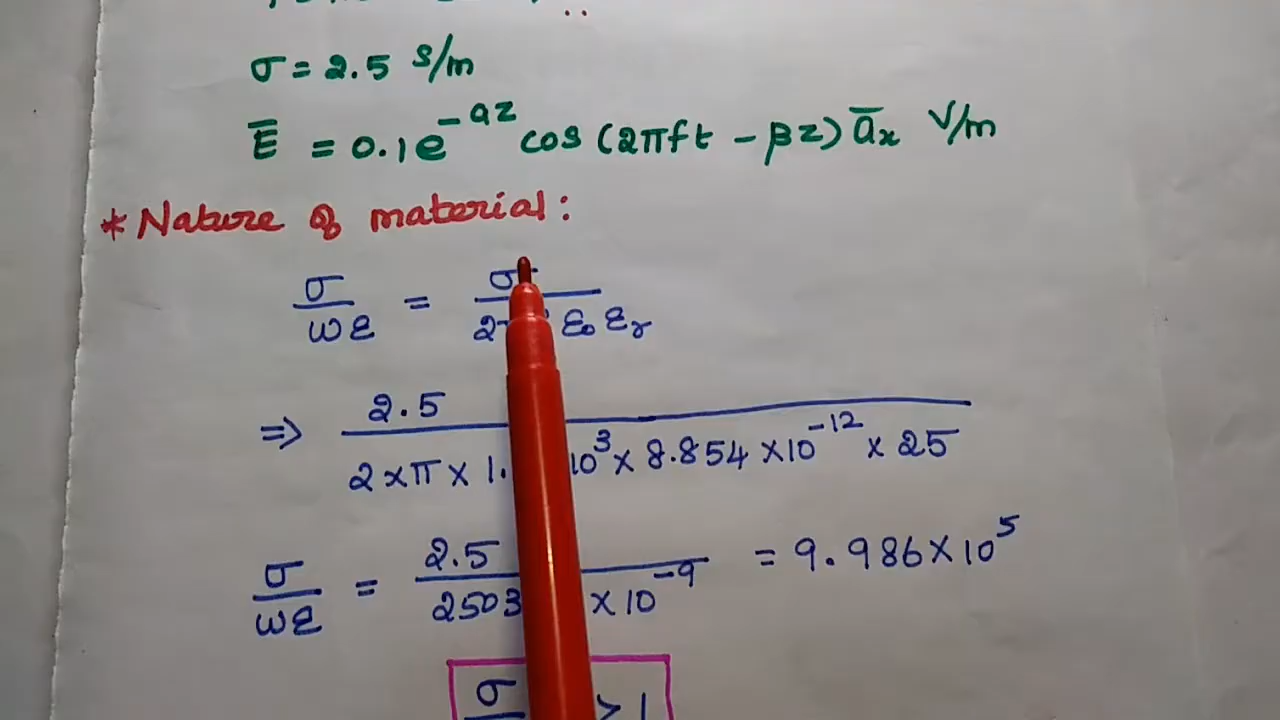 σ = 2.5 S/m
E̅ = 0.1e^-αz cos (2πft - βz) a̅x V/m
* Nature of material :
σ/ωε = σ/2 ε₀ εr
⇒ 2.5/2 × π × 1. 10³ × 8.854 × 10^-12 × 25
σ/ωε = 2.5/2503 × 10^-9 = 9.986 × 10⁵
σ > 1